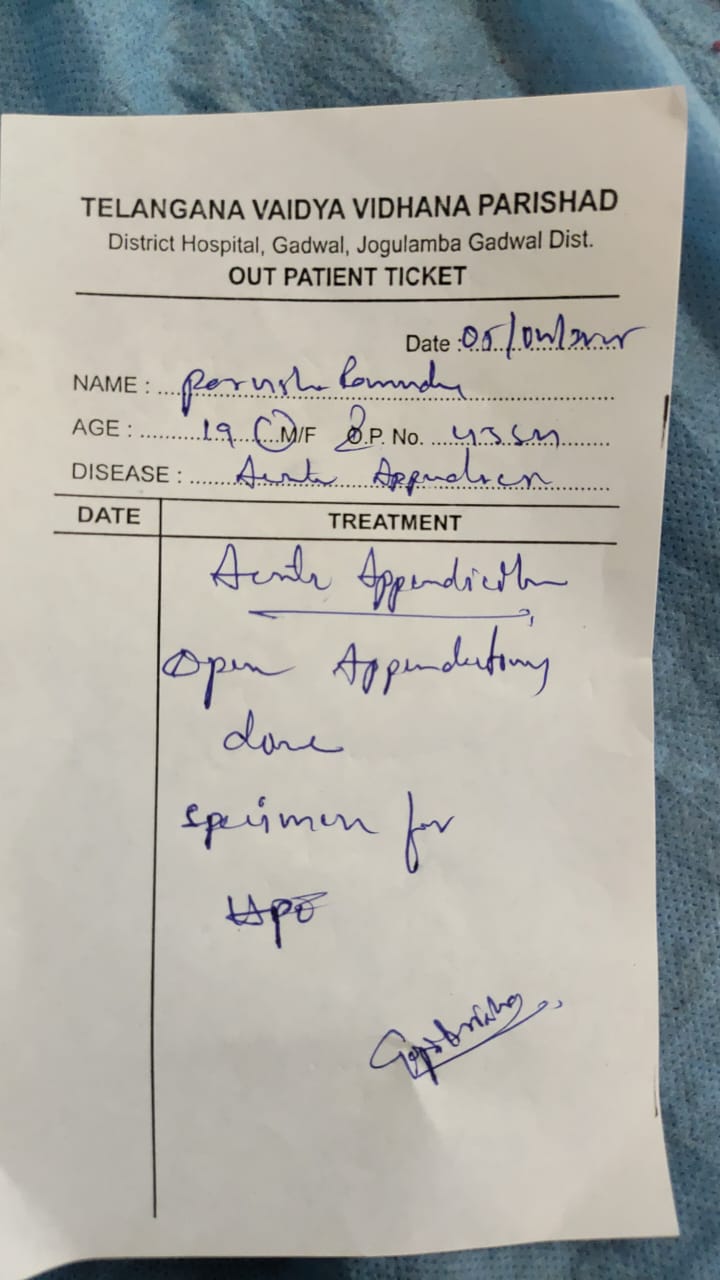 TELANGANA VAIDYA VIDHANA PARISHAD
District Hospital, Gadwal, Jogulamba Gadwal Dist.
OUT PATIENT TICKET
Date :
NAME :
AGE : 19 M/F O.P. No.
DISEASE : Acute
DATE TREATMENT
Acute Appendicitis
Open Appendectomy
done
specimen for
HPE